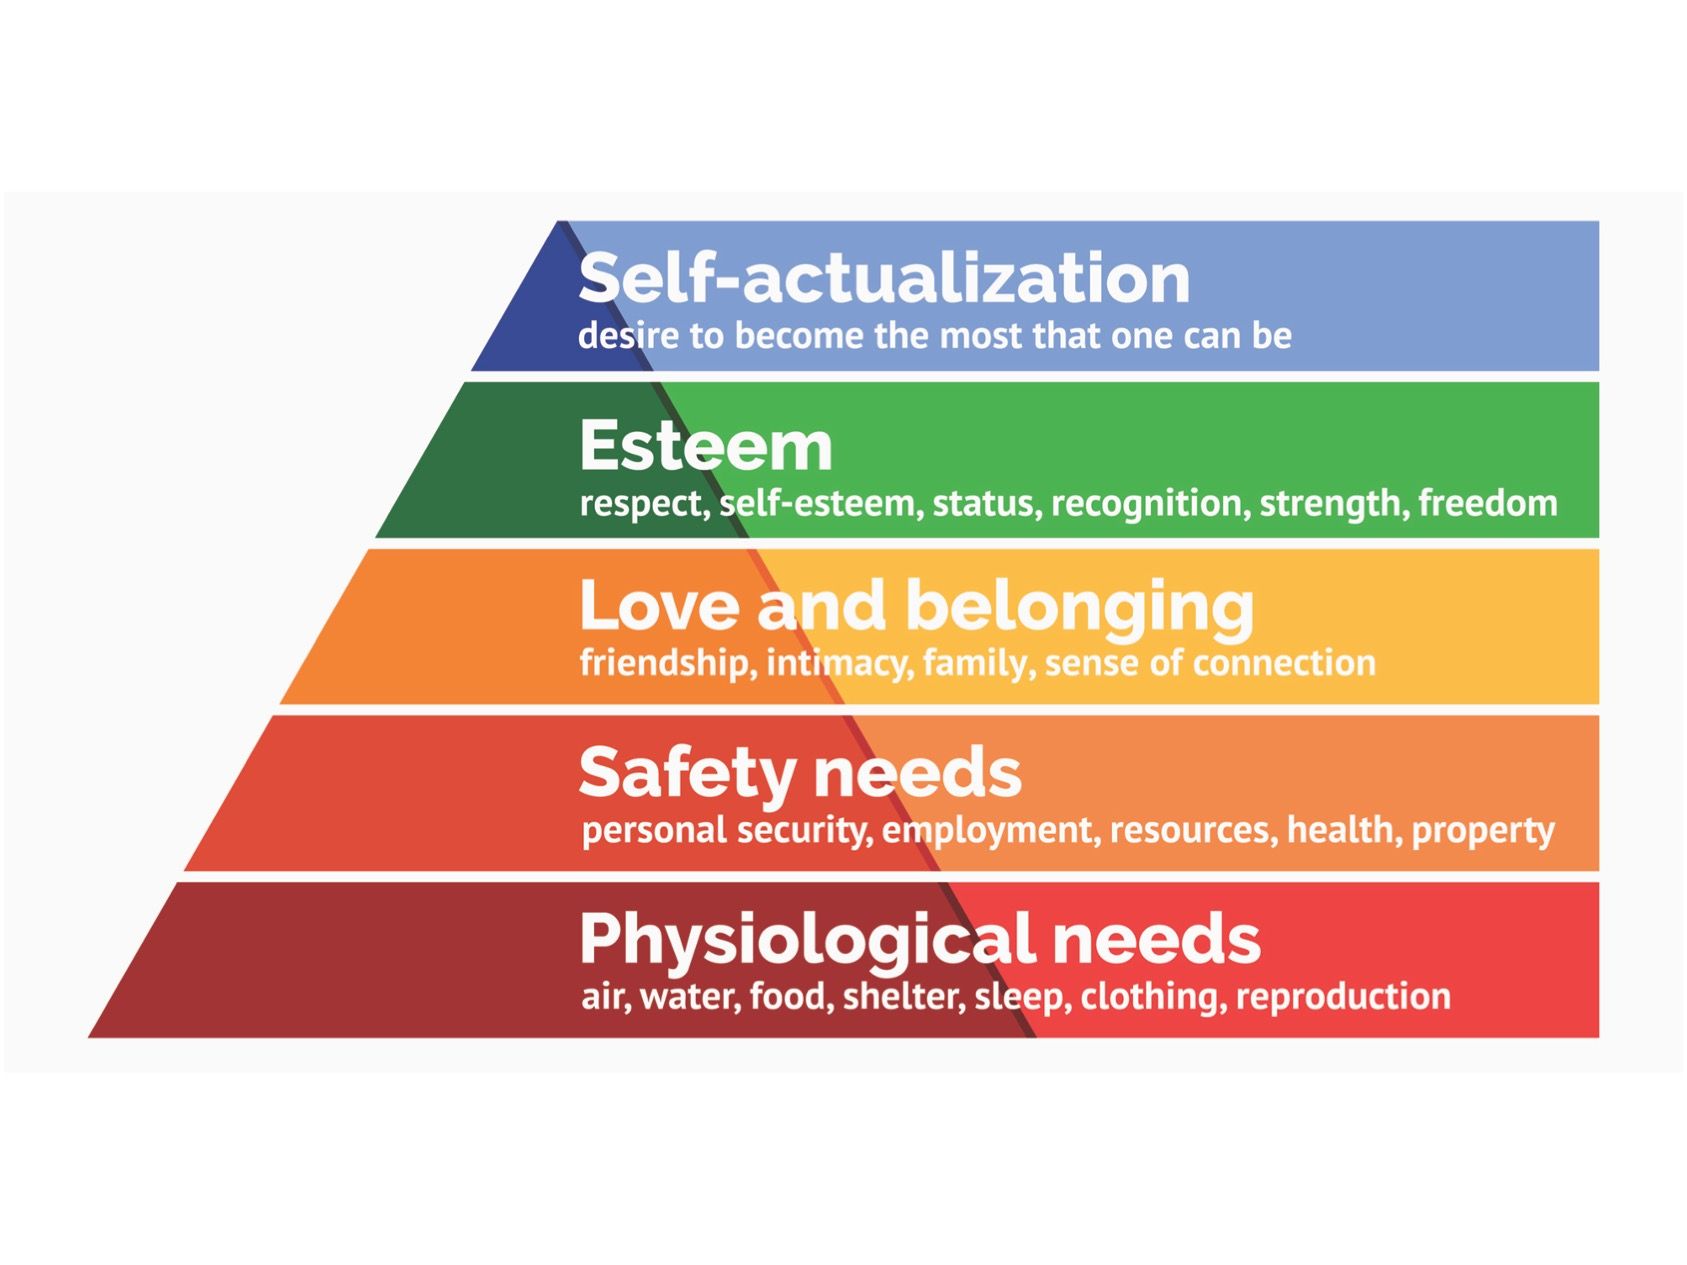 Self-actualization
desire to become the most that one can be
Esteem
respect, self-esteem, status, recognition, strength, freedom
Love and belonging
friendship, intimacy, family, sense of connection
Safety needs
personal security, employment, resources, health, property
Physiological needs
air, water, food, shelter, sleep, clothing, reproduction